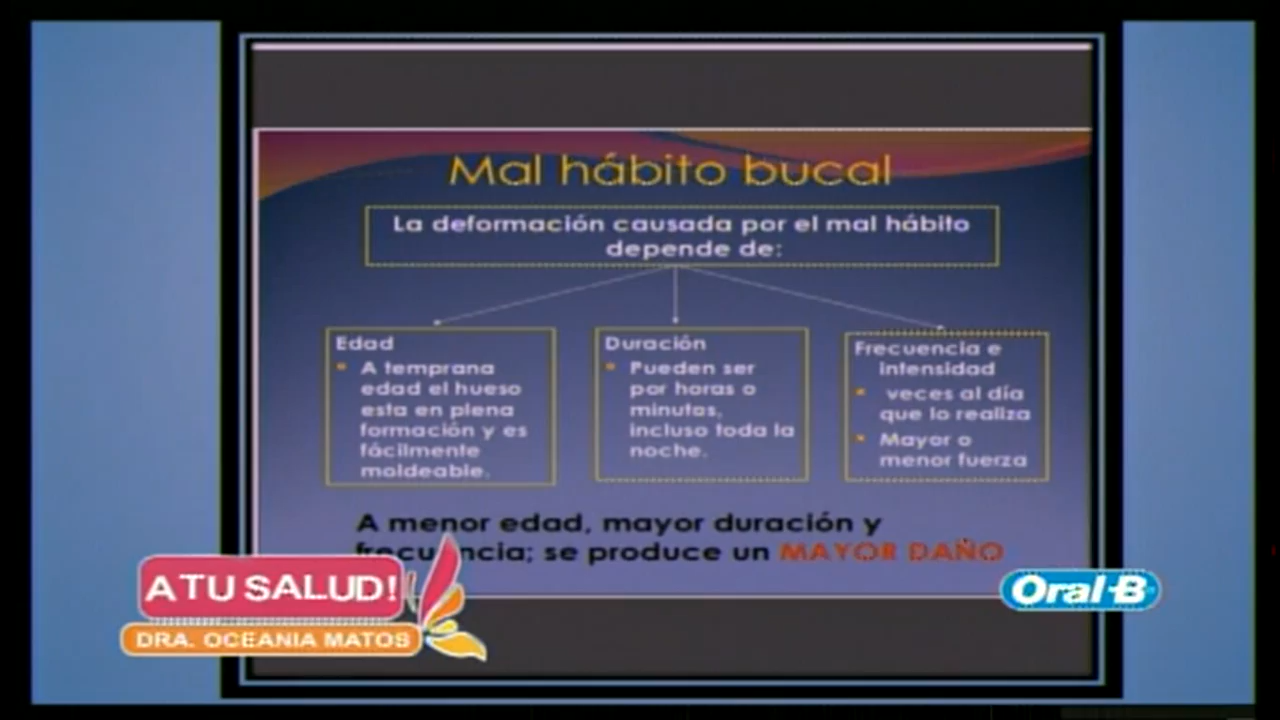 Mal hábito bucal
La deformación causada por el mal hábito
depende de:
Edad
A temprana
edad el hueso
esta en plena
formación y es
fácilmente
moldeable.
Duración
Pueden ser
por horas o
minutos,
incluso toda la
noche.
Frecuencia e
intensidad
veces al día
que lo realiza
Mayor o
menor fuerza
A menor edad, mayor duración y
frecuencia; se produce un MAYOR DAÑO
A TU SALUD!
DRA. OCEANIA MATOS
Oral-B